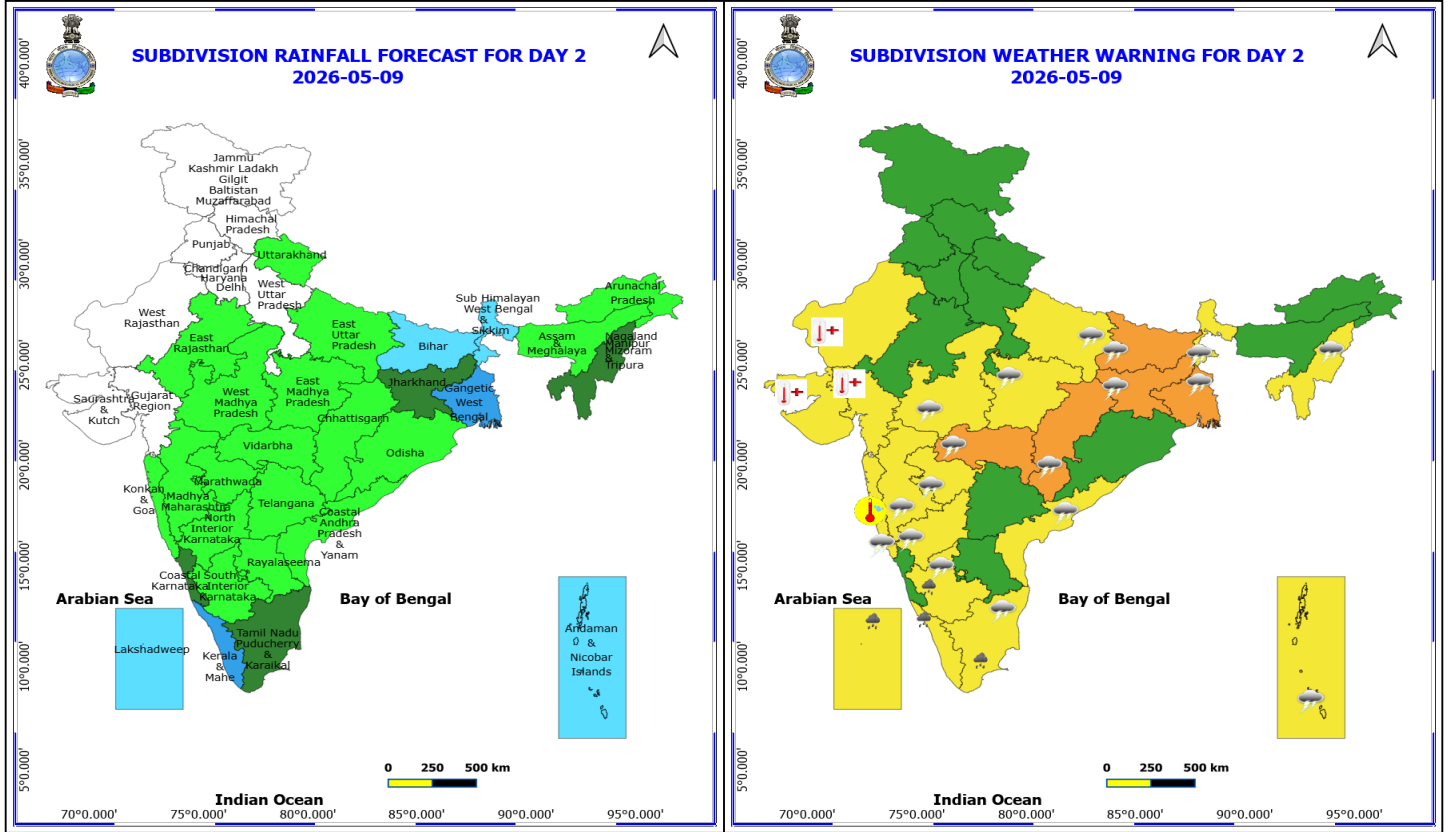 SUBDIVISION RAINFALL FORECAST FOR DAY 2
2026-05-09
40°0.000'
35°0.000'
30°0.000'
25°0.000'
20°0.000'
15°0.000'
10°0.000'
5°0.000'
Jammu
Kashmir Ladakh
Gilgit
Baltistan
Muzaffarabad
Himachal
Pradesh
Punjab
Uttarakhand
Chandigarh
Haryana
Delhi
West
Uttar
Pradesh
West
Rajasthan
East
Rajasthan
East
Uttar
Pradesh
Sub Himalayan
West Bengal
&
Sikkim
Bihar
Arunachal
Pradesh
Assam
&
Meghalaya
Nagaland
Manipur
Mizoram
&
Tripura
Saurashtra
&
Kutch
Gujarat
Region
West
Madhya
Pradesh
East
Madhya
Pradesh
Jharkhand
Gangetic
West
Bengal
Chhattisgarh
Vidarbha
Odisha
Konkan
&
Goa
Madhya
Maharashtra
Marathwada
Telangana
North
Interior
Karnataka
Coastal
Andhra
Pradesh
&
Yanam
Rayalaseema
Coastal
Karnataka
South
Interior
Karnataka
Arabian Sea
Bay of Bengal
Lakshadweep
Kerala
&
Mahe
Tamil Nadu
Puducherry
&
Karaikal
Andaman
&
Nicobar
Islands
0 250 500 km
Indian Ocean
70°0.000' 75°0.000' 80°0.000' 85°0.000' 90°0.000' 95°0.000'
SUBDIVISION WEATHER WARNING FOR DAY 2
2026-05-09
40°0.000'
35°0.000'
30°0.000'
25°0.000'
20°0.000'
15°0.000'
10°0.000'
5°0.000'
Arabian Sea
Bay of Bengal
0 250 500 km
Indian Ocean
70°0.000' 75°0.000' 80°0.000' 85°0.000' 90°0.000' 95°0.000'